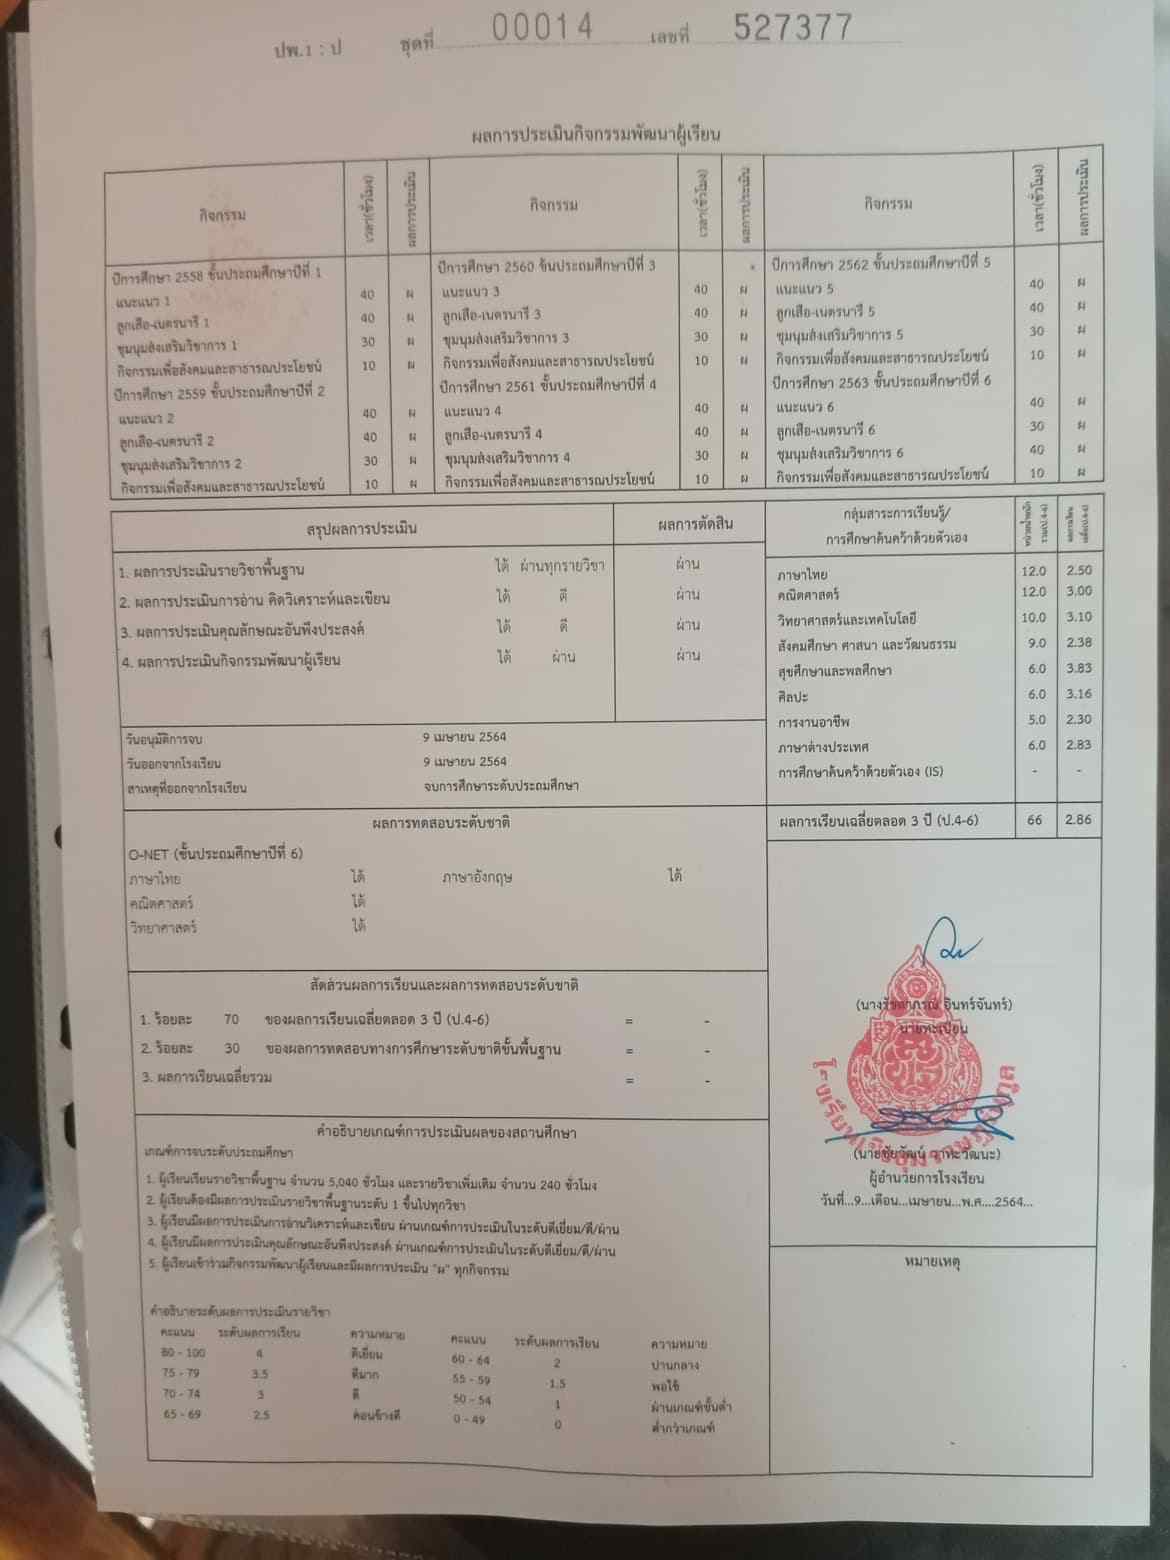 ปพ.1 : ป ชุดที่ 00014 เลขที่ 527377
ผลการประเมินกิจกรรมพัฒนาผู้เรียน
กิจกรรม เวลา(ชั่วโมง) ผลการประเมิน กิจกรรม เวลา(ชั่วโมง) ผลการประเมิน กิจกรรม เวลา(ชั่วโมง) ผลการประเมิน
ปีการศึกษา 2558 ชั้นประถมศึกษาปีที่ 1
แนะแนว 1 40 ผ
ลูกเสือ-เนตรนารี 1 40 ผ
ชุมนุมส่งเสริมวิชาการ 1 30 ผ
กิจกรรมเพื่อสังคมและสาธารณประโยชน์ 10 ผ
ปีการศึกษา 2559 ชั้นประถมศึกษาปีที่ 2
แนะแนว 2 40 ผ
ลูกเสือ-เนตรนารี 2 40 ผ
ชุมนุมส่งเสริมวิชาการ 2 30 ผ
กิจกรรมเพื่อสังคมและสาธารณประโยชน์ 10 ผ
ปีการศึกษา 2560 ชั้นประถมศึกษาปีที่ 3
แนะแนว 3 40 ผ
ลูกเสือ-เนตรนารี 3 40 ผ
ชุมนุมส่งเสริมวิชาการ 3 30 ผ
กิจกรรมเพื่อสังคมและสาธารณประโยชน์ 10 ผ
ปีการศึกษา 2561 ชั้นประถมศึกษาปีที่ 4
แนะแนว 4 40 ผ
ลูกเสือ-เนตรนารี 4 40 ผ
ชุมนุมส่งเสริมวิชาการ 4 30 ผ
กิจกรรมเพื่อสังคมและสาธารณประโยชน์ 10 ผ
ปีการศึกษา 2562 ชั้นประถมศึกษาปีที่ 5
แนะแนว 5 40 ผ
ลูกเสือ-เนตรนารี 5 40 ผ
ชุมนุมส่งเสริมวิชาการ 5 30 ผ
กิจกรรมเพื่อสังคมและสาธารณประโยชน์ 10 ผ
ปีการศึกษา 2563 ชั้นประถมศึกษาปีที่ 6
แนะแนว 6 40 ผ
ลูกเสือ-เนตรนารี 6 30 ผ
ชุมนุมส่งเสริมวิชาการ 6 40 ผ
กิจกรรมเพื่อสังคมและสาธารณประโยชน์ 10 ผ
สรุปผลการประเมิน ผลการตัดสิน
1. ผลการประเมินรายวิชาพื้นฐาน ได้ ผ่านทุกรายวิชา ผ่าน
2. ผลการประเมินการอ่าน คิดวิเคราะห์และเขียน ได้ ดี ผ่าน
3. ผลการประเมินคุณลักษณะอันพึงประสงค์ ได้ ดี ผ่าน
4. ผลการประเมินกิจกรรมพัฒนาผู้เรียน ได้ ผ่าน ผ่าน
วันอนุมัติการจบ 9 เมษายน 2564
วันออกจากโรงเรียน 9 เมษายน 2564
สาเหตุที่ออกจากโรงเรียน จบการศึกษาระดับประถมศึกษา
กลุ่มสาระการเรียนรู้/
การศึกษาค้นคว้าด้วยตัวเอง
ภาษาไทย 12.0 2.50
คณิตศาสตร์ 12.0 3.00
วิทยาศาสตร์และเทคโนโลยี 10.0 3.10
สังคมศึกษา ศาสนา และวัฒนธรรม 9.0 2.38
สุขศึกษาและพลศึกษา 6.0 3.83
ศิลปะ 6.0 3.16
การงานอาชีพ 5.0 2.30
ภาษาต่างประเทศ 6.0 2.83
การศึกษาค้นคว้าด้วยตัวเอง (IS) - -
ผลการเรียนเฉลี่ยตลอด 3 ปี (ป.4-6) 66 2.86
ผลการทดสอบระดับชาติ
O-NET (ชั้นประถมศึกษาปีที่ 6)
ภาษาไทย ได้ ภาษาอังกฤษ ได้
คณิตศาสตร์ ได้
วิทยาศาสตร์ ได้
สัดส่วนผลการเรียนและผลการทดสอบระดับชาติ
1. ร้อยละ 70 ของผลการเรียนเฉลี่ยตลอด 3 ปี (ป.4-6) = -
2. ร้อยละ 30 ของผลการทดสอบทางการศึกษาระดับชาติขั้นพื้นฐาน = -
3. ผลการเรียนเฉลี่ยรวม = -
คำอธิบายเกณฑ์การประเมินผลของสถานศึกษา
เกณฑ์การจบระดับประถมศึกษา
1. ผู้เรียนเรียนรายวิชาพื้นฐาน จำนวน 5,040 ชั่วโมง และรายวิชาเพิ่มเติม จำนวน 240 ชั่วโมง
2. ผู้เรียนต้องมีผลการประเมินรายวิชาพื้นฐานระดับ 1 ขึ้นไปทุกวิชา
3. ผู้เรียนมีผลการประเมินการอ่านวิเคราะห์และเขียน ผ่านเกณฑ์การประเมินในระดับดีเยี่ยม/ดี/ผ่าน
4. ผู้เรียนมีผลการประเมินคุณลักษณะอันพึงประสงค์ ผ่านเกณฑ์การประเมินในระดับดีเยี่ยม/ดี/ผ่าน
5. ผู้เรียนเข้าร่วมกิจกรรมพัฒนาผู้เรียนและมีผลการประเมิน "ผ" ทุกกิจกรรม
คำอธิบายระดับผลการประเมินรายวิชา
คะแนน ระดับผลการเรียน ความหมาย คะแนน ระดับผลการเรียน ความหมาย
80 - 100 4 ดีเยี่ยม 60 - 64 2 ปานกลาง
75 - 79 3.5 ดีมาก 55 - 59 1.5 พอใช้
70 - 74 3 ดี 50 - 54 1 ผ่านเกณฑ์ขั้นต่ำ
65 - 69 2.5 ค่อนข้างดี 0 - 49 0 ต่ำกว่าเกณฑ์
อินทร์จันทร์)
นายทะเบียน
(นายชัยวัฒน์ วาทะวัฒนะ)
ผู้อำนวยการโรงเรียน
วันที่...9...เดือน...เมษายน...พ.ศ....2564...
หมายเหตุ